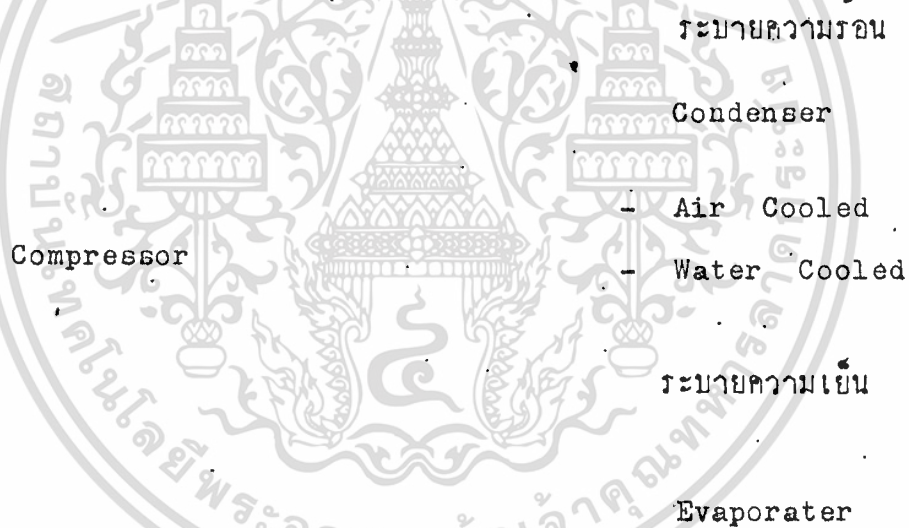 ระบายความรอน
Condenser
- Air Cooled
Compressor
- Water Cooled
ระบายความเย็น
Evaporater